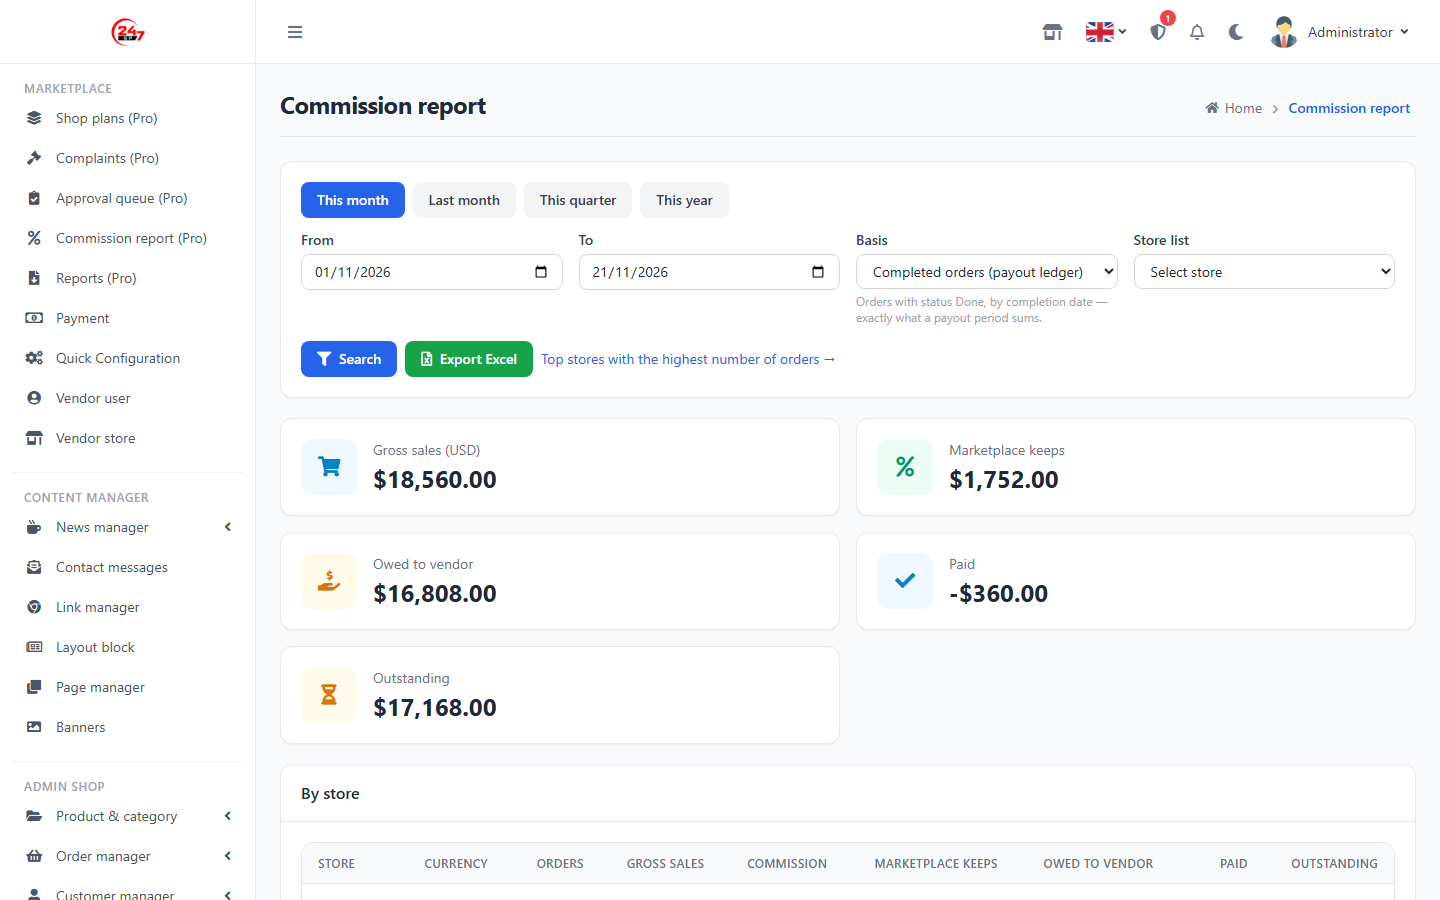 247
GP
1
Administrator
MARKETPLACE
Shop plans (Pro)
Complaints (Pro)
Approval queue (Pro)
Commission report (Pro)
Reports (Pro)
Payment
Quick Configuration
Vendor user
Vendor store
CONTENT MANAGER
News manager
Contact messages
Link manager
Layout block
Page manager
Banners
ADMIN SHOP
Product & category
Order manager
Customer manager
Commission report
Home > Commission report
This month Last month This quarter This year
From To Basis Store list
01/11/2026 21/11/2026 Completed orders (payout ledger) Select store
Orders with status Done, by completion date —
exactly what a payout period sums.
Search Export Excel Top stores with the highest number of orders →
Gross sales (USD)
$18,560.00
Marketplace keeps
$1,752.00
Owed to vendor
$16,808.00
Paid
-$360.00
Outstanding
$17,168.00
By store
STORE CURRENCY ORDERS GROSS SALES COMMISSION MARKETPLACE KEEPS OWED TO VENDOR PAID OUTSTANDING